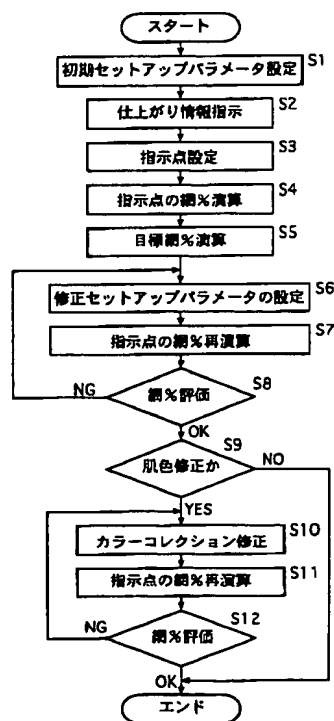 スタート
S1
初期セットアップパラメータ設定
S2
仕上がり情報指示
S3
指示点設定
S4
指示点の網%演算
S5
目標網%演算
S6
修正セットアップパラメータの設定
S7
指示点の網%再演算
S8
網%評価
NG
OK
S9
肌色修正か
NO
YES
S10
カラーコレクション修正
S11
指示点の網%再演算
S12
網%評価
NG
OK
エンド